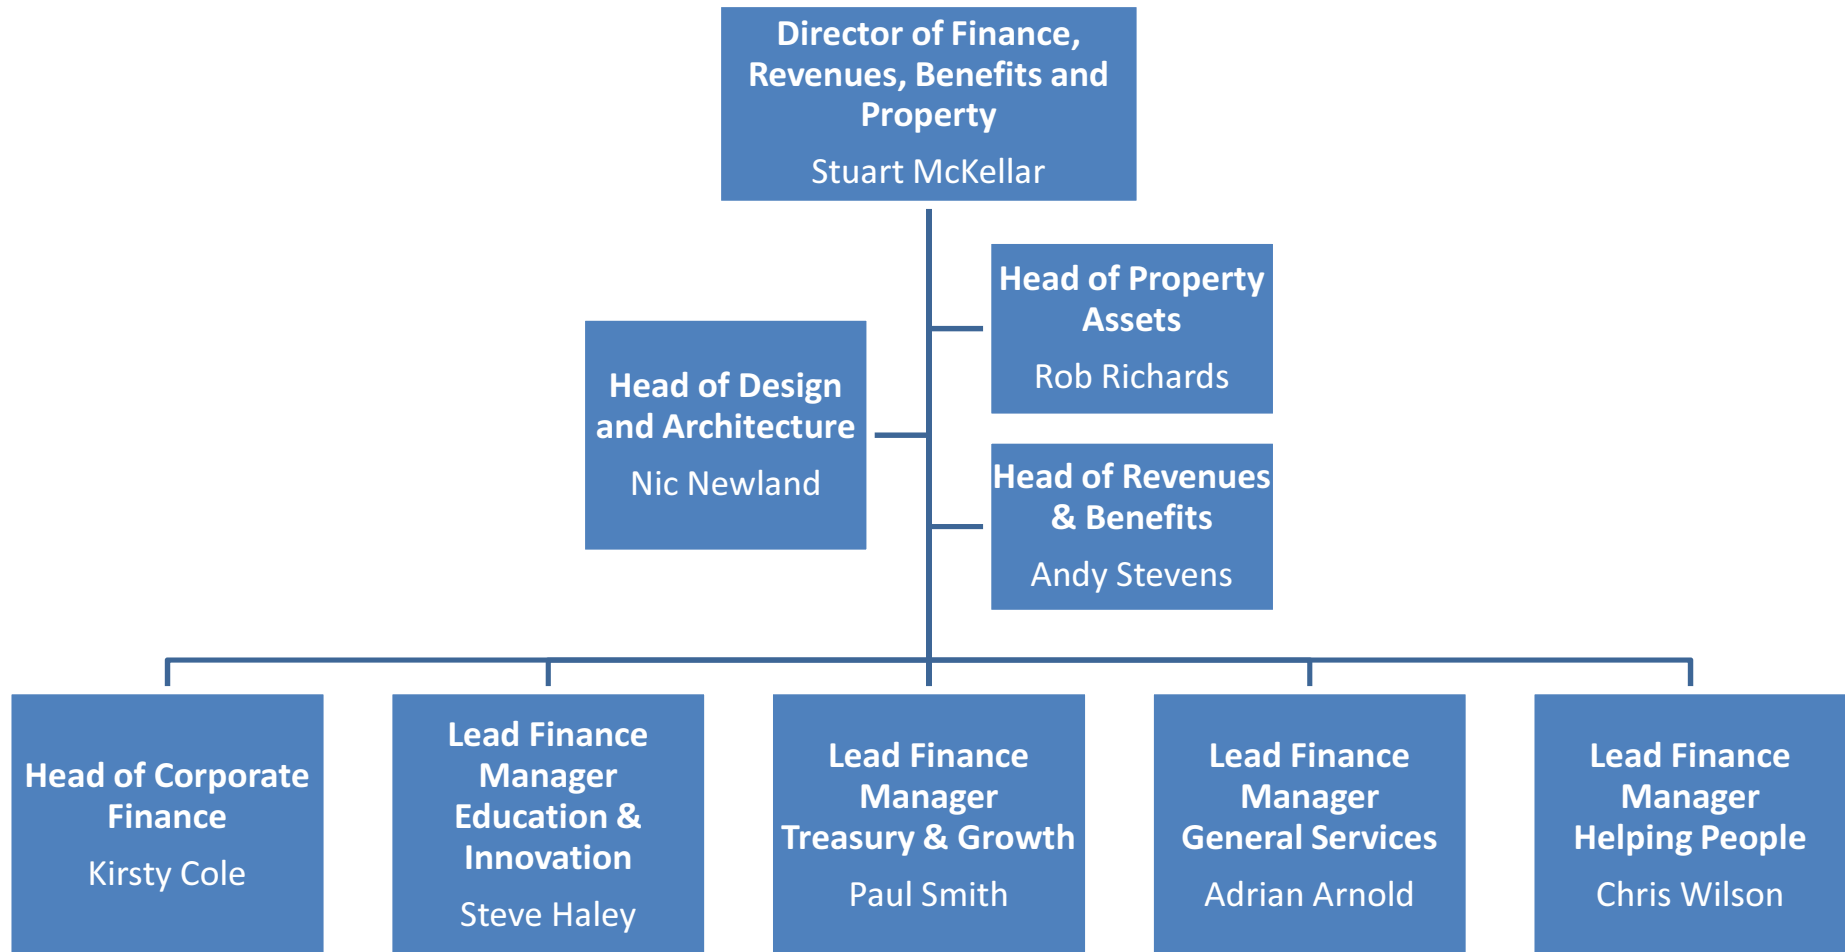 Director of Finance,
Revenues, Benefits and
Property
Stuart McKellar
Head of Property
Assets
Rob Richards
Head of Design
and Architecture
Nic Newland
Head of Revenues
& Benefits
Andy Stevens
Head of Corporate
Finance
Kirsty Cole
Lead Finance
Manager
Education &
Innovation
Steve Haley
Lead Finance
Manager
Treasury & Growth
Paul Smith
Lead Finance
Manager
General Services
Adrian Arnold
Lead Finance
Manager
Helping People
Chris Wilson